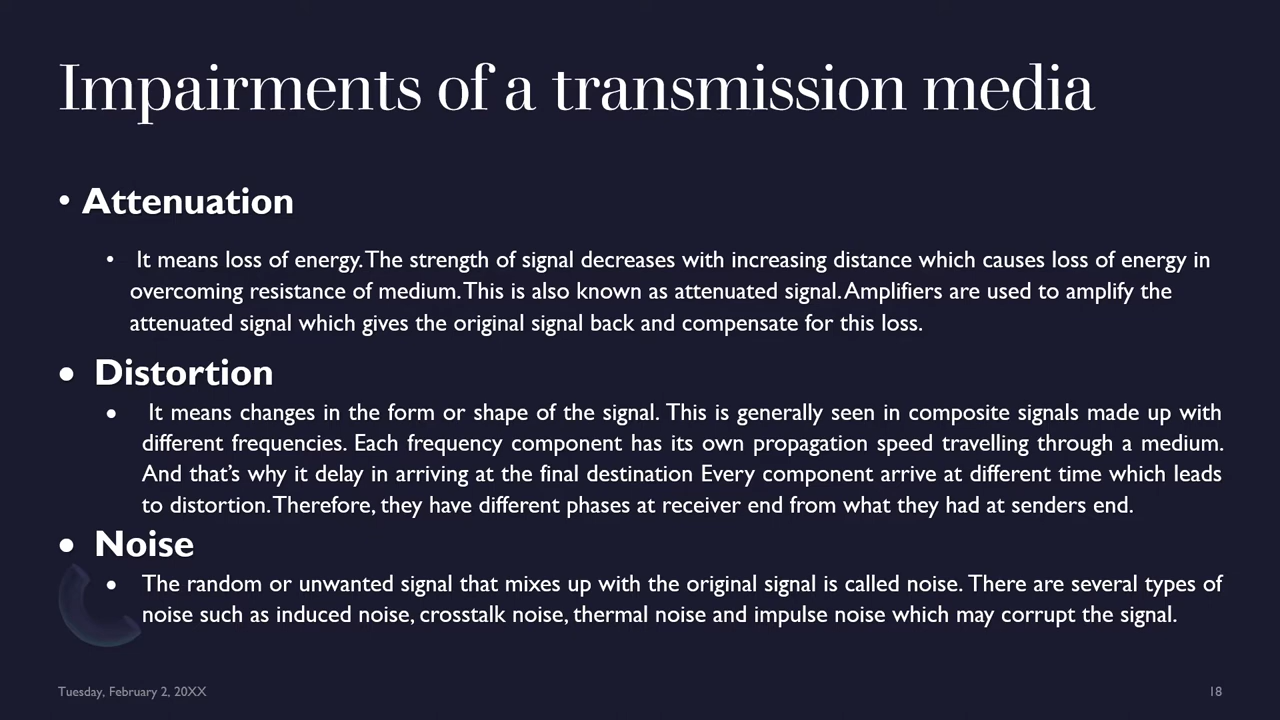 Impairments of a transmission media
• Attenuation
• It means loss of energy. The strength of signal decreases with increasing distance which causes loss of energy in
overcoming resistance of medium. This is also known as attenuated signal. Amplifiers are used to amplify the
attenuated signal which gives the original signal back and compensate for this loss.
• Distortion
• It means changes in the form or shape of the signal. This is generally seen in composite signals made up with
different frequencies. Each frequency component has its own propagation speed travelling through a medium.
And that’s why it delay in arriving at the final destination Every component arrive at different time which leads
to distortion. Therefore, they have different phases at receiver end from what they had at senders end.
• Noise
• The random or unwanted signal that mixes up with the original signal is called noise. There are several types of
noise such as induced noise, crosstalk noise, thermal noise and impulse noise which may corrupt the signal.
Tuesday, February 2, 20XX
18